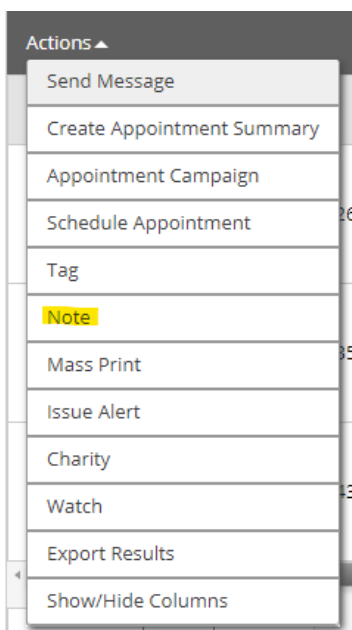 Actions
Send Message
Create Appointment Summary
Appointment Campaign
Schedule Appointment
Tag
Note
Mass Print
Issue Alert
Charity
Watch
Export Results
Show/Hide Columns